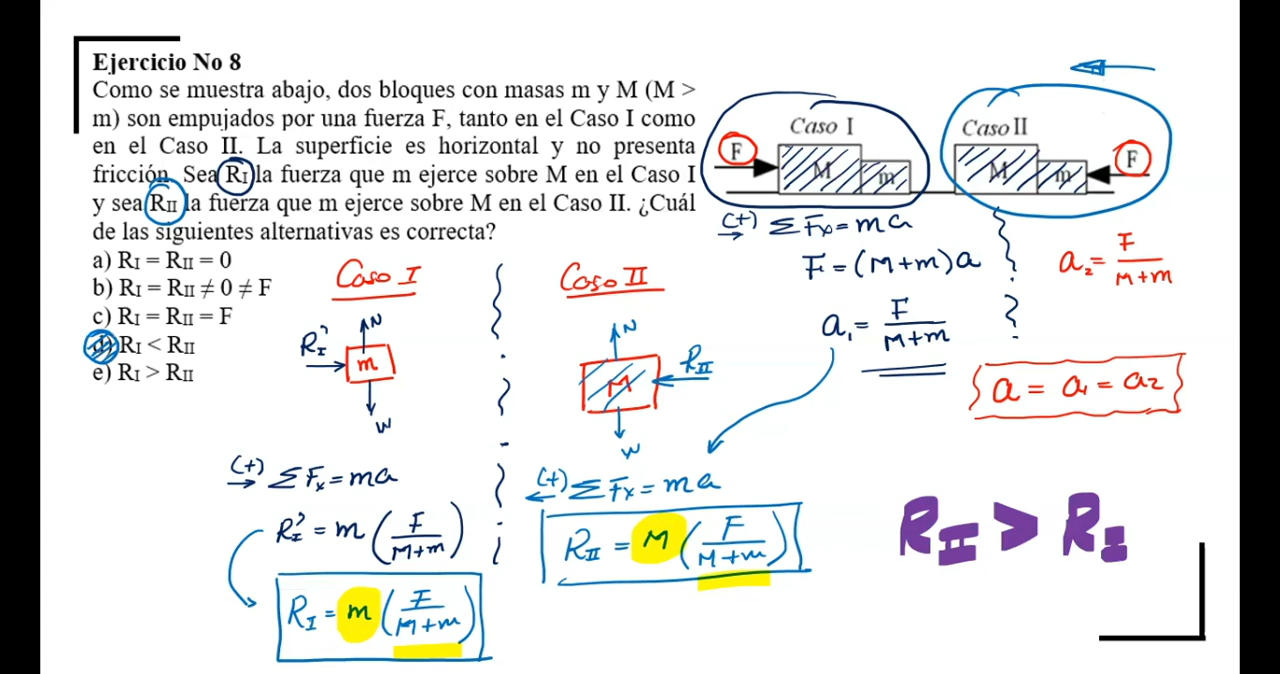 Ejercicio No 8
Como se muestra abajo, dos bloques con masas m y M (M >
m) son empujados por una fuerza F, tanto en el Caso I como
en el Caso II. La superficie es horizontal y no presenta
fricción. Sea RI la fuerza que m ejerce sobre M en el Caso I
y sea RII la fuerza que m ejerce sobre M en el Caso II. ¿Cuál
de las siguientes alternativas es correcta?
a) RI = RII = 0
b) RI = RII ≠ 0 ≠ F
c) RI = RII = F
d) RI < RII
e) RI > RII
Caso I
F
M
m
Caso II
M
m
F
(+) → ΣFx = ma
F = (M+m)a
a₁ = F/(M+m)
a₂ = F/(M+m)
a = a₁ = a₂
Caso I
N
RI'
m
W
(+) → ΣFx = ma
RI' = m (F/(M+m))
RI = m (F/(M+m))
Caso II
N
M
RII
W
(+) ← ΣFx = ma
RII = M (F/(M+m))
RII > RI